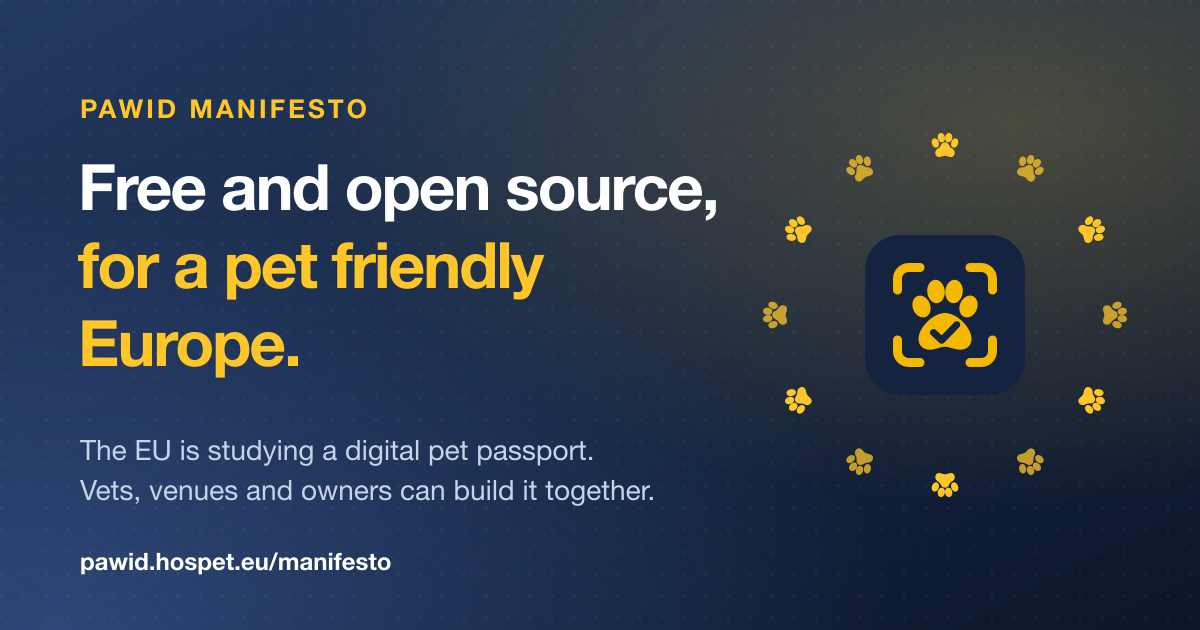 PAWID MANIFESTO
Free and open source,
for a pet friendly
Europe.
The EU is studying a digital pet passport.
Vets, venues and owners can build it together.
pawid.hospet.eu/manifesto